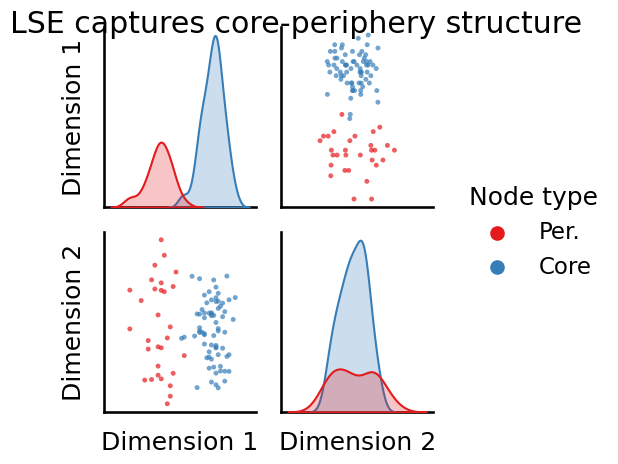 LSE captures core-periphery structure
Dimension 1
Dimension 2
Node type
Per.
Core
Dimension 1
Dimension 2